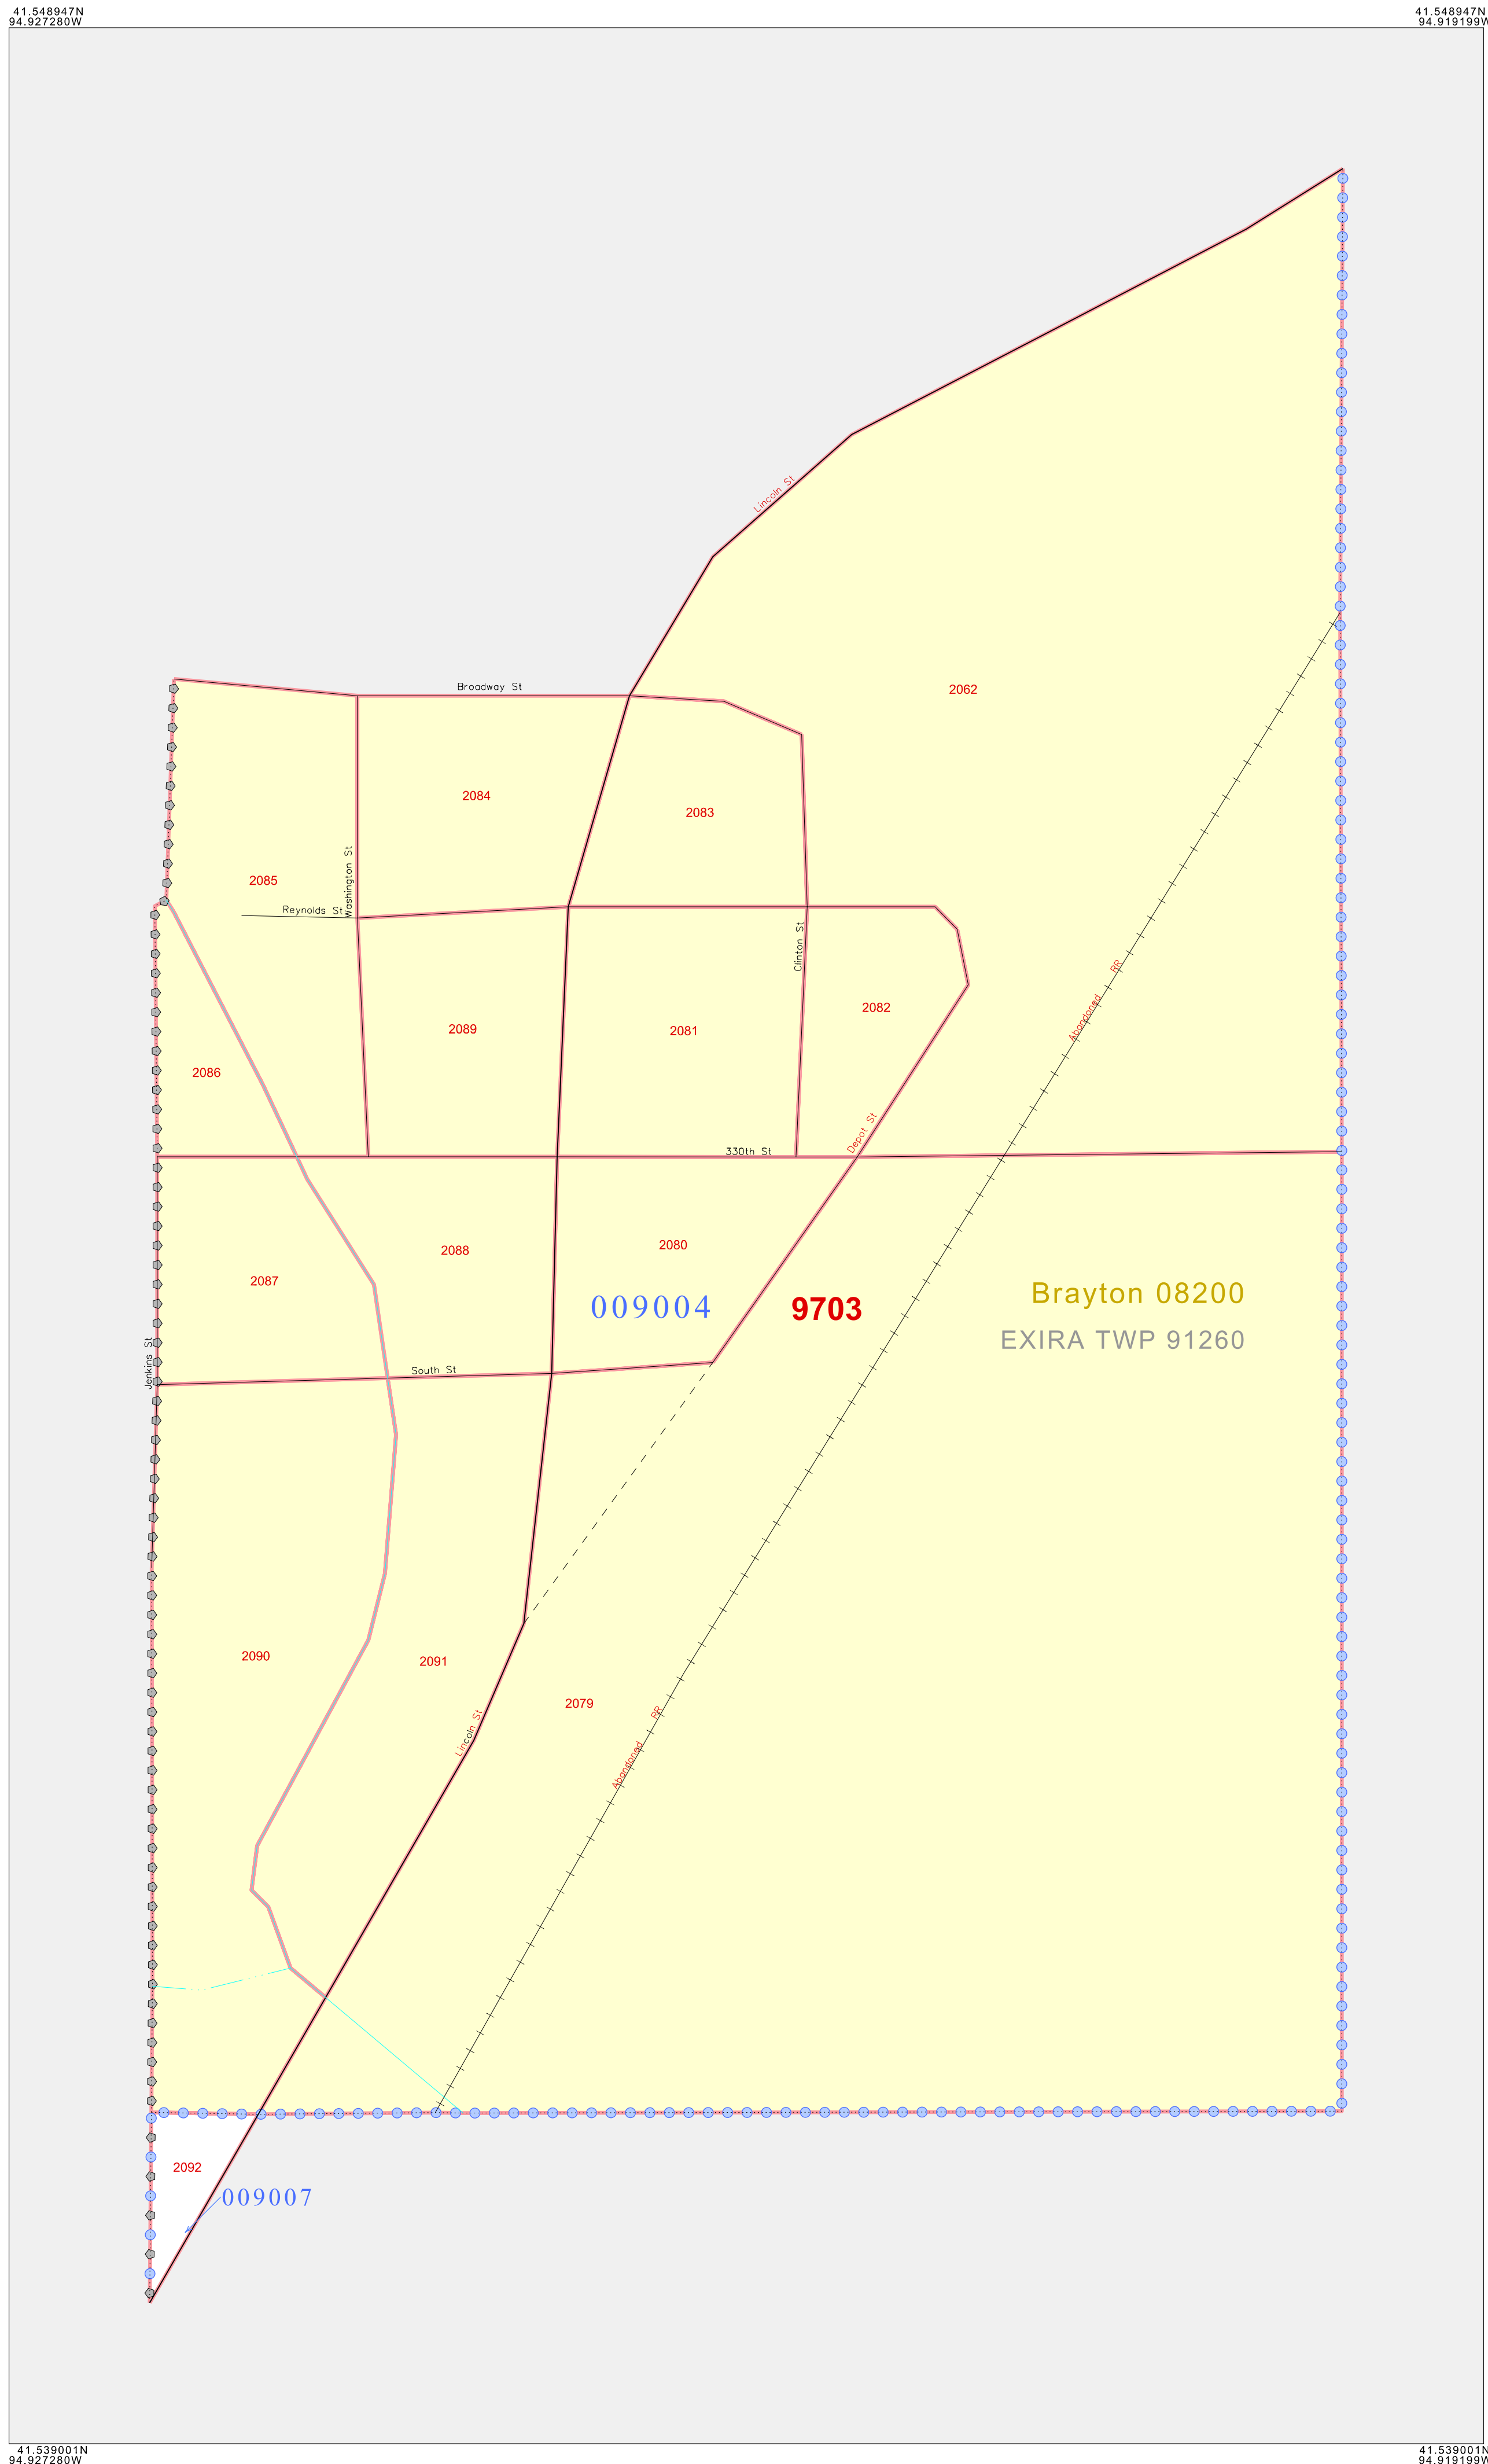 41.548947N
94.927280W
41.548947N
94.919199W
Lincoln St
Broadway St
2062
2084
2083
Washington St
2085
Reynolds St
Clinton St
2082
2089
2081
2086
Abandoned RR
Depot St
330th St
2088
2080
2087
009004
9703
Brayton 08200
EXIRA TWP 91260
Jenkins St
South St
2090
2091
2079
Lincoln St
Abandoned RR
2092
009007
41.539001N
94.927280W
41.539001N
94.919199W